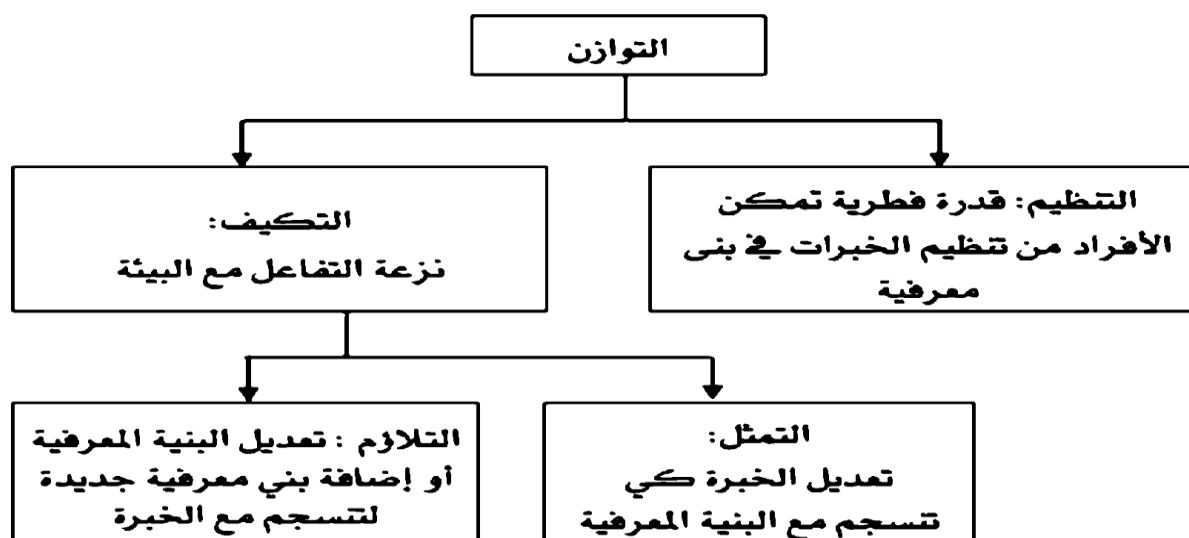 التوازن
التنظيم: قدرة فطرية تمكن
الأفراد من تنظيم الخبرات في بنى
معرفية
التكيف:
نزعة التفاعل مع البيئة
التمثل:
تعديل الخبرة كي
تنسجم مع البنية المعرفية
التلاؤم : تعديل البنية المعرفية
أو إضافة بني معرفية جديدة
لتنسجم مع الخبرة